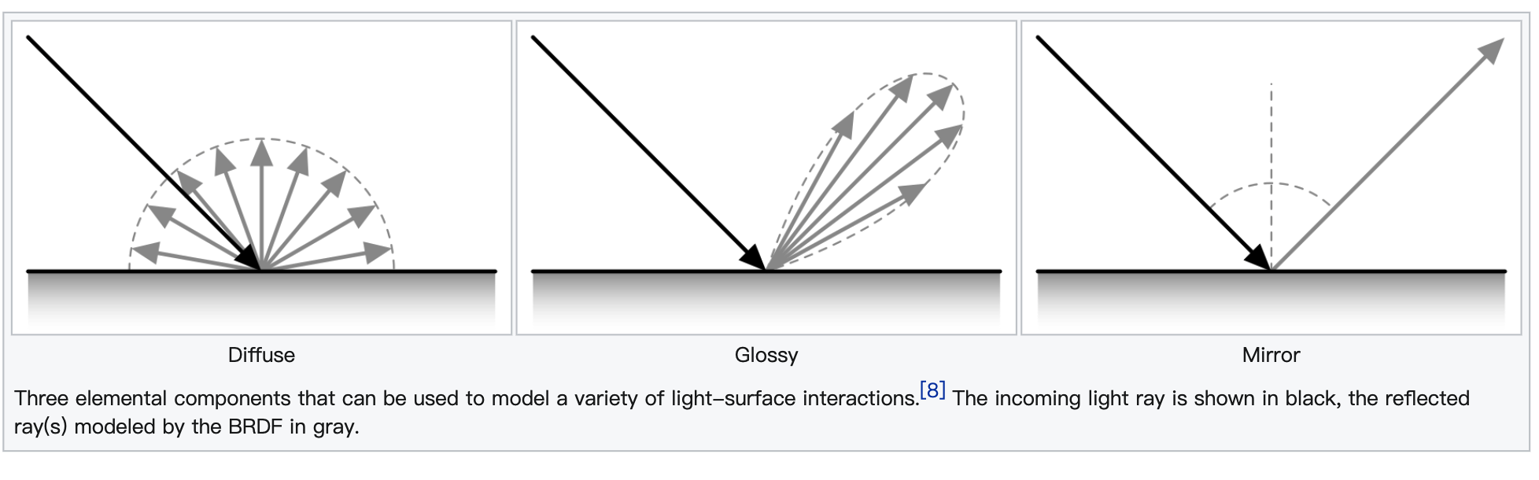 Diffuse
Glossy
Mirror
Three elemental components that can be used to model a variety of light–surface interactions.[8] The incoming light ray is shown in black, the reflected
ray(s) modeled by the BRDF in gray.